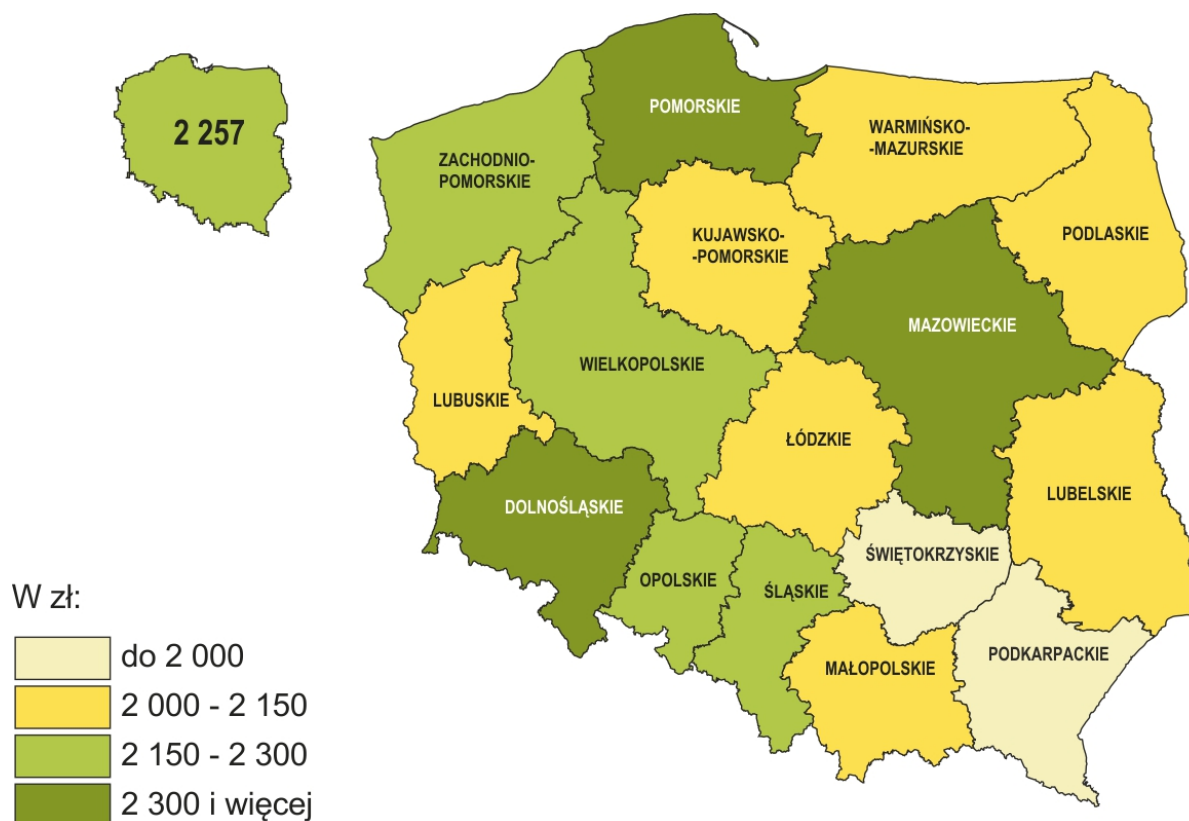 2 257
POMORSKIE
WARMIŃSKO-
-MAZURSKIE
ZACHODNIO-
POMORSKIE
KUJAWSKO-
-POMORSKIE
PODLASKIE
MAZOWIECKIE
WIELKOPOLSKIE
LUBUSKIE
ŁÓDZKIE
LUBELSKIE
DOLNOŚLĄSKIE
ŚWIĘTOKRZYSKIE
OPOLSKIE
ŚLĄSKIE
PODKARPACKIE
MAŁOPOLSKIE
W zł:
do 2 000
2 000 - 2 150
2 150 - 2 300
2 300 i więcej